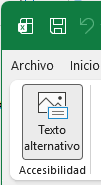 Archivo Inicio
Texto
alternativo
Accesibilidad